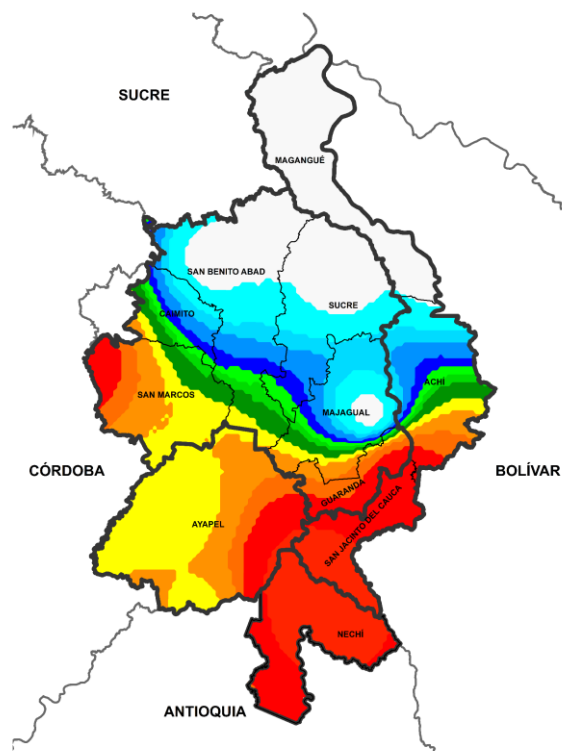 SUCRE
MAGANGUÉ
SAN BENITO ABAD
SUCRE
CAIMITO
ACHÍ
SAN MARCOS
MAJAGUAL
CÓRDOBA
BOLÍVAR
GUARANDA
AYAPEL
SAN JACINTO DEL CAUCA
NECHÍ
ANTIOQUIA